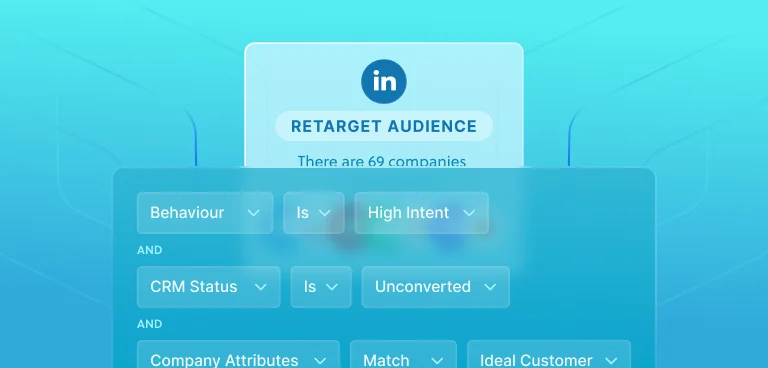 in
RETARGET AUDIENCE
There are 69 companies
Behaviour Is High Intent
AND
CRM Status Is Unconverted
AND
Company Attributes Match Ideal Customer